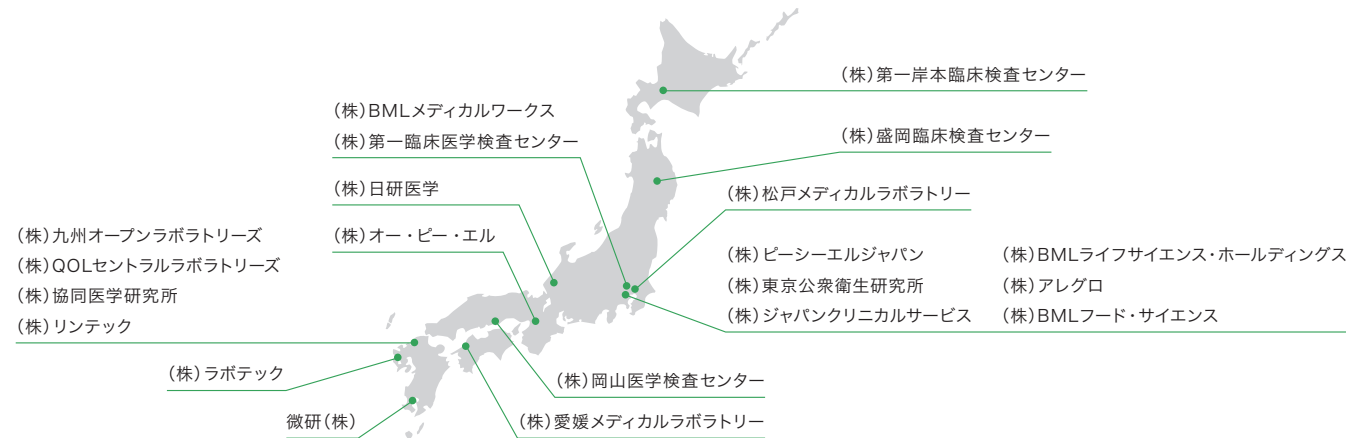 （株）第一岸本臨床検査センター
（株）BMLメディカルワークス
（株）第一臨床医学検査センター
（株）盛岡臨床検査センター
（株）日研医学
（株）松戸メディカルラボラトリー
（株）九州オープンラボラトリーズ
（株）QOLセントラルラボラトリーズ
（株）協同医学研究所
（株）リンテック
（株）オー・ピー・エル
（株）ピーシーエルジャパン
（株）東京公衆衛生研究所
（株）ジャパンクリニカルサービス
（株）BMLライフサイエンス・ホールディングス
（株）アレグロ
（株）BMLフード・サイエンス
（株）ラボテック
（株）岡山医学検査センター
微研（株）
（株）愛媛メディカルラボラトリー